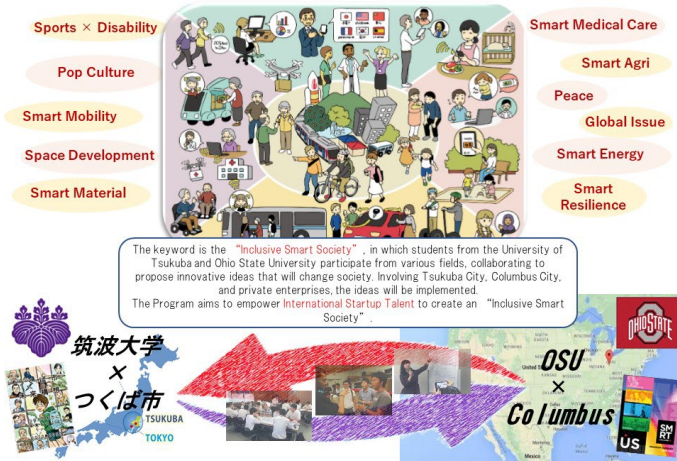 Sports × Disability
Pop Culture
Smart Mobility
Space Development
Smart Material
Smart Medical Care
Smart Agri
Peace
Global Issue
Smart Energy
Smart
Resilience
The keyword is the “Inclusive Smart Society”, in which students from the University of
Tsukuba and Ohio State University participate from various fields, collaborating to
propose innovative ideas that will change society. Involving Tsukuba City, Columbus City,
and private enterprises, the ideas will be implemented.
The Program aims to empower International Startup Talent to create an “Inclusive Smart
Society”.
筑波大学
×
つくば市
TSUKUBA
TOKYO
OHIO STATE
OSU
×
Columbus
United
Mexico
US
SM
RT